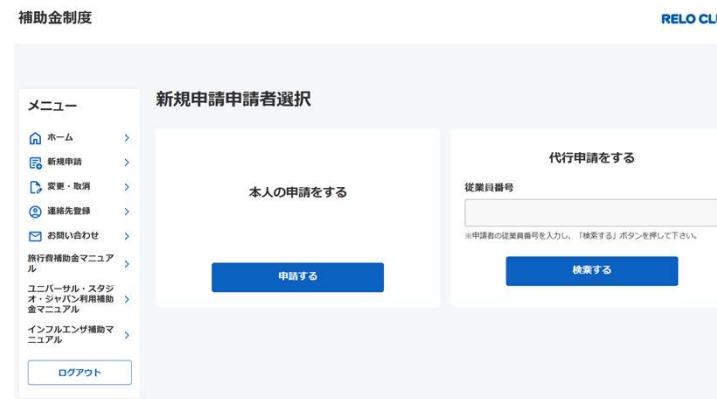 補助金制度
RELO CLU
メニュー
ホーム
新規申請
変更・取消
連絡先登録
お問い合わせ
旅行費補助金マニュア
ル
ユニバーサル・スタジ
オ・ジャパン利用補助
金マニュアル
インフルエンザ補助マ
ニュアル
ログアウト
新規申請申請者選択
本人の申請をする
申請する
代行申請をする
従業員番号
※申請者の従業員番号を入力し、「検索する」ボタンを押して下さい。
検索する